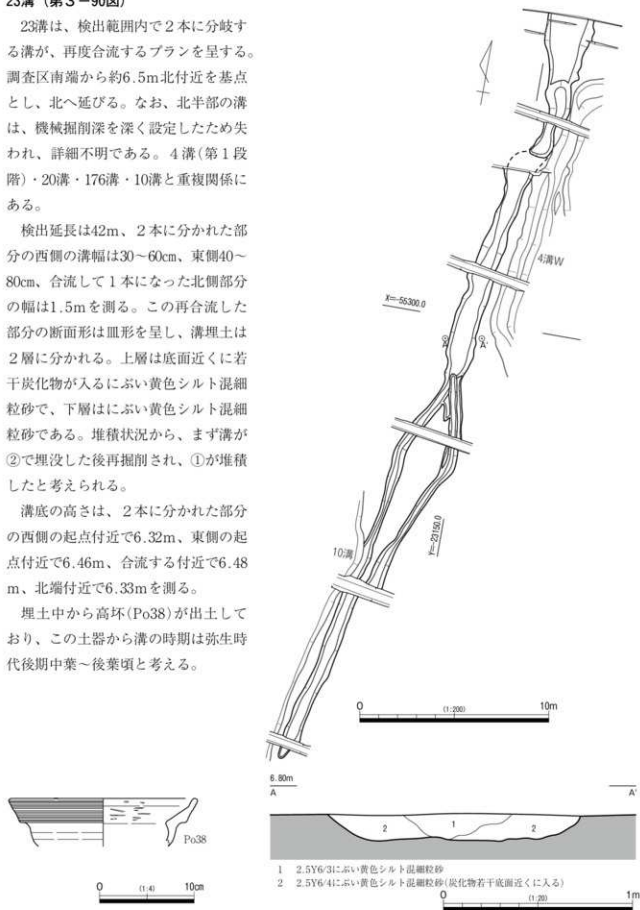 23溝（第３−90図）
23溝は、検出範囲内で２本に分岐す
る溝が、再度合流するプランを呈する。
調査区南端から約6.5m北付近を基点
とし、北へ延びる。なお、北半部の溝
は、機械掘削深を深く設定したため失
われ、詳細不明である。４溝(第１段
階)・20溝・176溝・10溝と重複関係に
ある。
検出延長は42m、２本に分かれた部
分の西側の溝幅は30〜60㎝、東側40〜
80㎝、合流して１本になった北側部分
の幅は1.5mを測る。この再合流した
部分の断面形は皿形を呈し、溝埋土は
２層に分かれる。上層は底面近くに若
干炭化物が入るにぶい黄色シルト混細
粒砂で、下層はにぶい黄色シルト混細
粒砂である。堆積状況から、まず溝が
②で埋没した後再掘削され、①が堆積
したと考えられる。
溝底の高さは、２本に分かれた部分
の西側の起点付近で6.32m、東側の起
点付近で6.46m、合流する付近で6.48
m、北端付近で6.33mを測る。
埋土中から高坏(Po38)が出土して
おり、この土器から溝の時期は弥生時
代後期中葉〜後葉頃と考える。
4溝W
X=-55300.0
A A'
Y=-23150.0
10溝
0 (1:200) 10m
Po38
0 (1:4) 10㎝
6.80m
A A'
2 1 2
1 2.5Y6/3にぶい黄色シルト混細粒砂
2 2.5Y6/4にぶい黄色シルト混細粒砂(炭化物若干底面近くに入る)
0 (1:20) 1m